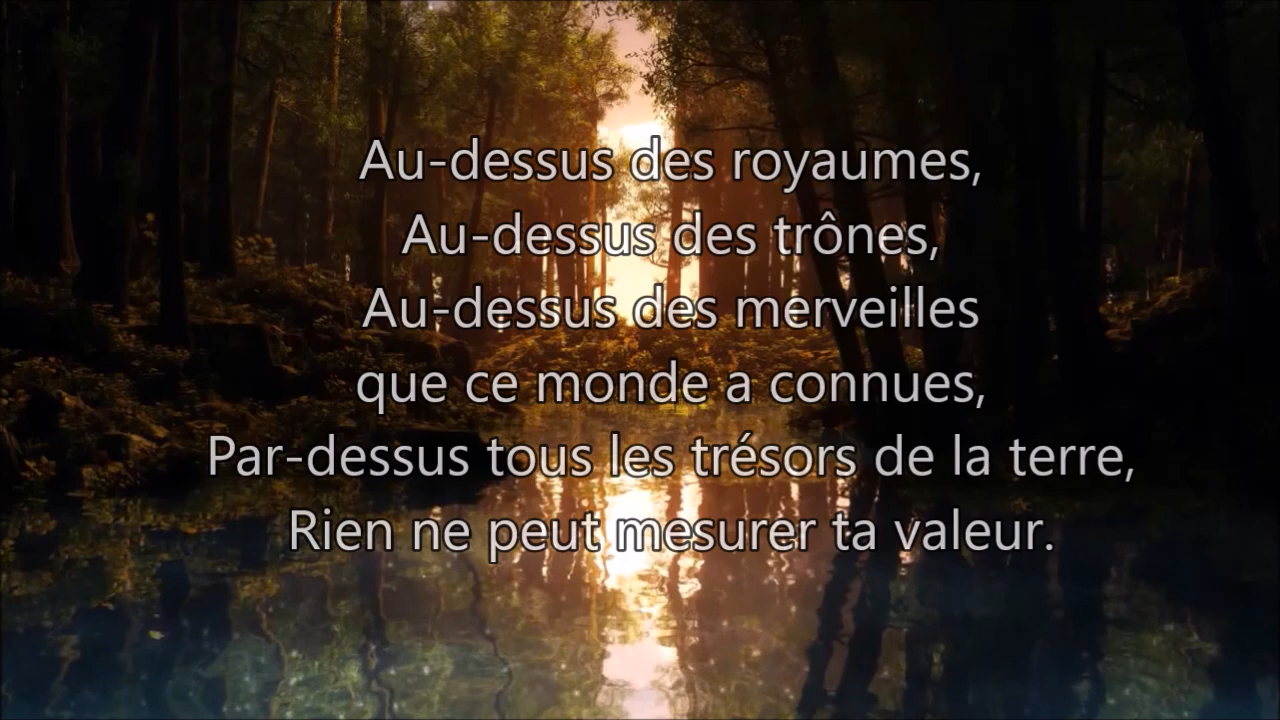 Au-dessus des royaumes,
Au-dessus des trônes,
Au-dessus des merveilles
que ce monde a connues,
Par-dessus tous les trésors de la terre,
Rien ne peut mesurer ta valeur.